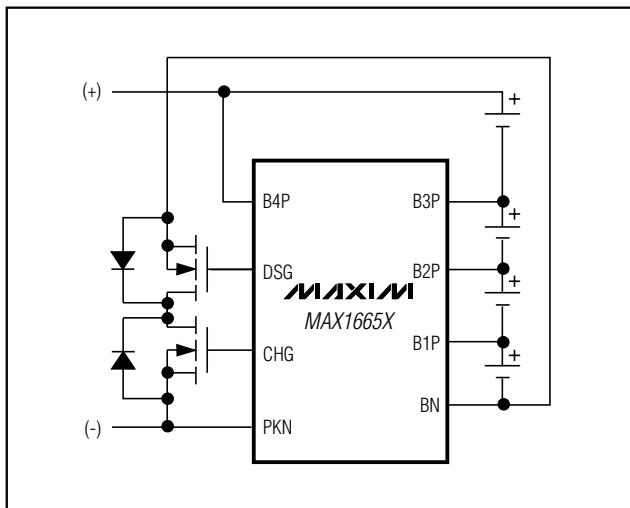 (+)
+
B4P
B3P
+
DSG
MAXIM
B2P
MAX1665X
+
CHG
B1P
+
BN
(-)
PKN